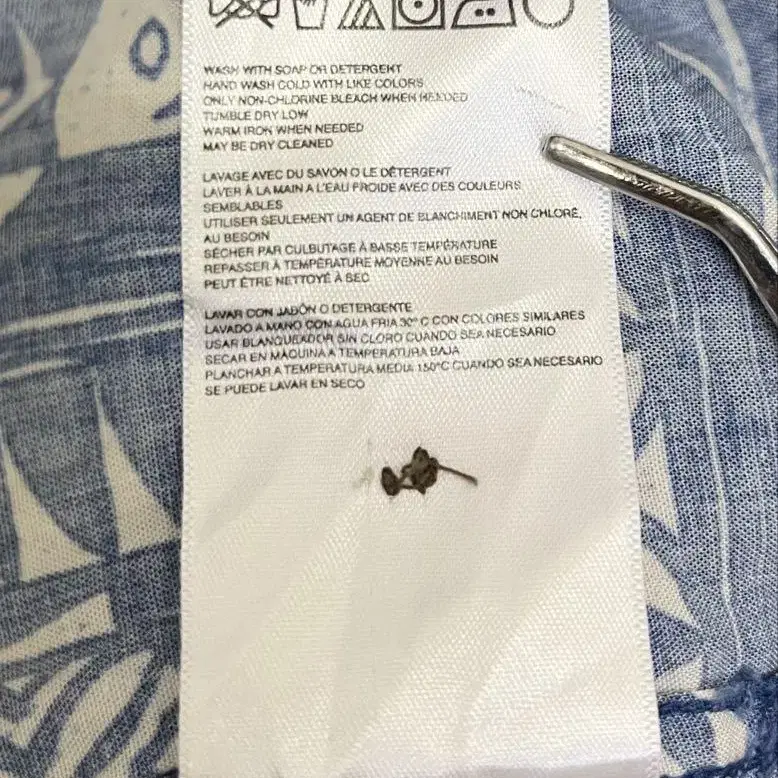 WASH WITH SOAP OR DETERGENT
HAND WASH COLD WITH LIKE COLORS
ONLY NON-CHLORINE BLEACH WHEN NEEDED
TUMBLE DRY LOW
WARM IRON WHEN NEEDED
MAY BE DRY CLEANED
LAVAGE AVEC DU SAVON O LE DÉTERGENT
LAVER À LA MAIN A L'EAU FROIDE AVEC DES COULEURS
SEMBLABLES
UTILISER SEULEMENT UN AGENT DE BLANCHIMENT NON CHLORÉ,
AU BESOIN
SÉCHER PAR CULBUTAGE À BASSE TEMPÉRATURE
REPASSER À TEMPÉRATURE MOYENNE AU BESOIN
PEUT ÊTRE NETTOYÉ À SEC
LAVAR CON JABÓN O DETERGENTE
LAVADO A MANO CON AGUA FRIA 30° C CON COLORES SIMILARES
USAR BLANQUEADOR SIN CLORO CUANDO SEA NECESARIO
SECAR EN MAQUINA A TEMPERATURA BAJA
PLANCHAR A TEMPERATURA MEDIA 150°C CUANDO SEA NECESARIO
SE PUEDE LAVAR EN SECO